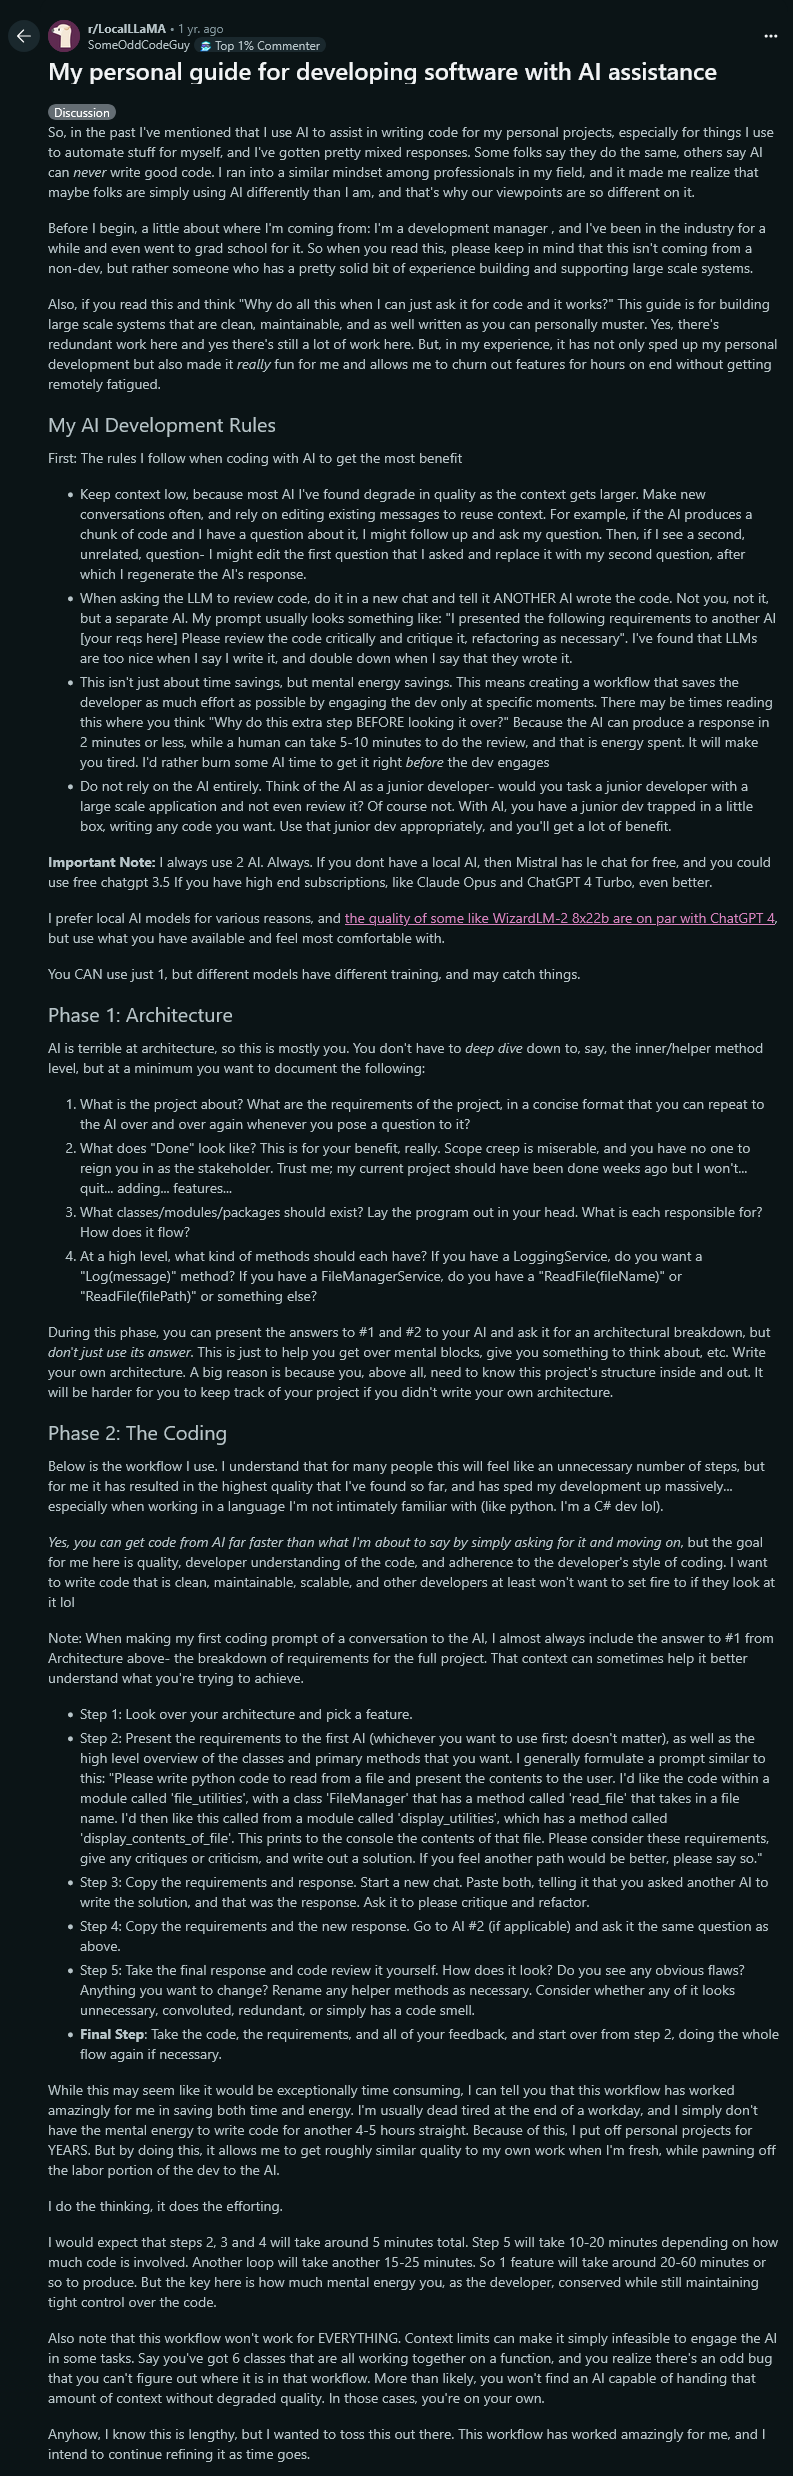 r/LocalLLaMA • 1 yr. ago
SomeOddCodeGuy Top 1% Commenter
My personal guide for developing software with AI assistance
Discussion
So, in the past I've mentioned that I use AI to assist in writing code for my personal projects, especially for things I use
to automate stuff for myself, and I've gotten pretty mixed responses. Some folks say they do the same, others say AI
can never write good code. I ran into a similar mindset among professionals in my field, and it made me realize that
maybe folks are simply using AI differently than I am, and that's why our viewpoints are so different on it.
Before I begin, a little about where I'm coming from: I'm a development manager , and I've been in the industry for a
while and even went to grad school for it. So when you read this, please keep in mind that this isn't coming from a
non-dev, but rather someone who has a pretty solid bit of experience building and supporting large scale systems.
Also, if you read this and think "Why do all this when I can just ask it for code and it works?" This guide is for building
large scale systems that are clean, maintainable, and as well written as you can personally muster. Yes, there's
redundant work here and yes there's still a lot of work here. But, in my experience, it has not only sped up my personal
development but also made it really fun for me and allows me to churn out features for hours on end without getting
remotely fatigued.
My AI Development Rules
First: The rules I follow when coding with AI to get the most benefit
• Keep context low, because most AI I've found degrade in quality as the context gets larger. Make new
conversations often, and rely on editing existing messages to reuse context. For example, if the AI produces a
chunk of code and I have a question about it, I might follow up and ask my question. Then, if I see a second,
unrelated, question- I might edit the first question that I asked and replace it with my second question, after
which I regenerate the AI's response.
• When asking the LLM to review code, do it in a new chat and tell it ANOTHER AI wrote the code. Not you, not it,
but a separate AI. My prompt usually looks something like: "I presented the following requirements to another AI
[your reqs here] Please review the code critically and critique it, refactoring as necessary". I've found that LLMs
are too nice when I say I write it, and double down when I say that they wrote it.
• This isn't just about time savings, but mental energy savings. This means creating a workflow that saves the
developer as much effort as possible by engaging the dev only at specific moments. There may be times reading
this where you think "Why do this extra step BEFORE looking it over?" Because the AI can produce a response in
2 minutes or less, while a human can take 5-10 minutes to do the review, and that is energy spent. It will make
you tired. I'd rather burn some AI time to get it right before the dev engages
• Do not rely on the AI entirely. Think of the AI as a junior developer- would you task a junior developer with a
large scale application and not even review it? Of course not. With AI, you have a junior dev trapped in a little
box, writing any code you want. Use that junior dev appropriately, and you'll get a lot of benefit.
Important Note: I always use 2 AI. Always. If you dont have a local AI, then Mistral has le chat for free, and you could
use free chatgpt 3.5 If you have high end subscriptions, like Claude Opus and ChatGPT 4 Turbo, even better.
I prefer local AI models for various reasons, and the quality of some like WizardLM-2 8x22b are on par with ChatGPT 4,
but use what you have available and feel most comfortable with.
You CAN use just 1, but different models have different training, and may catch things.
Phase 1: Architecture
AI is terrible at architecture, so this is mostly you. You don't have to deep dive down to, say, the inner/helper method
level, but at a minimum you want to document the following:
1. What is the project about? What are the requirements of the project, in a concise format that you can repeat to
the AI over and over again whenever you pose a question to it?
2. What does "Done" look like? This is for your benefit, really. Scope creep is miserable, and you have no one to
reign you in as the stakeholder. Trust me; my current project should have been done weeks ago but I won't...
quit... adding... features...
3. What classes/modules/packages should exist? Lay the program out in your head. What is each responsible for?
How does it flow?
4. At a high level, what kind of methods should each have? If you have a LoggingService, do you want a
"Log(message)" method? If you have a FileManagerService, do you have a "ReadFile(fileName)" or
"ReadFile(filePath)" or something else?
During this phase, you can present the answers to #1 and #2 to your AI and ask it for an architectural breakdown, but
don't just use its answer. This is just to help you get over mental blocks, give you something to think about, etc. Write
your own architecture. A big reason is because you, above all, need to know this project's structure inside and out. It
will be harder for you to keep track of your project if you didn't write your own architecture.
Phase 2: The Coding
Below is the workflow I use. I understand that for many people this will feel like an unnecessary number of steps, but
for me it has resulted in the highest quality that I've found so far, and has sped my development up massively...
especially when working in a language I'm not intimately familiar with (like python. I'm a C# dev lol).
Yes, you can get code from AI far faster than what I'm about to say by simply asking for it and moving on, but the goal
for me here is quality, developer understanding of the code, and adherence to the developer's style of coding. I want
to write code that is clean, maintainable, scalable, and other developers at least won't want to set fire to if they look at
it lol
Note: When making my first coding prompt of a conversation to the AI, I almost always include the answer to #1 from
Architecture above- the breakdown of requirements for the full project. That context can sometimes help it better
understand what you're trying to achieve.
• Step 1: Look over your architecture and pick a feature.
• Step 2: Present the requirements to the first AI (whichever you want to use first; doesn't matter), as well as the
high level overview of the classes and primary methods that you want. I generally formulate a prompt similar to
this: "Please write python code to read from a file and present the contents to the user. I'd like the code within a
module called 'file_utilities', with a class 'FileManager' that has a method called 'read_file' that takes in a file
name. I'd then like this called from a module called 'display_utilities', which has a method called
'display_contents_of_file'. This prints to the console the contents of that file. Please consider these requirements,
give any critiques or criticism, and write out a solution. If you feel another path would be better, please say so."
• Step 3: Copy the requirements and response. Start a new chat. Paste both, telling it that you asked another AI to
write the solution, and that was the response. Ask it to please critique and refactor.
• Step 4: Copy the requirements and the new response. Go to AI #2 (if applicable) and ask it the same question as
above.
• Step 5: Take the final response and code review it yourself. How does it look? Do you see any obvious flaws?
Anything you want to change? Rename any helper methods as necessary. Consider whether any of it looks
unnecessary, convoluted, redundant, or simply has a code smell.
• Final Step: Take the code, the requirements, and all of your feedback, and start over from step 2, doing the whole
flow again if necessary.
While this may seem like it would be exceptionally time consuming, I can tell you that this workflow has worked
amazingly for me in saving both time and energy. I'm usually dead tired at the end of a workday, and I simply don't
have the mental energy to write code for another 4-5 hours straight. Because of this, I put off personal projects for
YEARS. But by doing this, it allows me to get roughly similar quality to my own work when I'm fresh, while pawning off
the labor portion of the dev to the AI.
I do the thinking, it does the efforting.
I would expect that steps 2, 3 and 4 will take around 5 minutes total. Step 5 will take 10-20 minutes depending on how
much code is involved. Another loop will take another 15-25 minutes. So 1 feature will take around 20-60 minutes or
so to produce. But the key here is how much mental energy you, as the developer, conserved while still maintaining
tight control over the code.
Also note that this workflow won't work for EVERYTHING. Context limits can make it simply infeasible to engage the AI
in some tasks. Say you've got 6 classes that are all working together on a function, and you realize there's an odd bug
that you can't figure out where it is in that workflow. More than likely, you won't find an AI capable of handing that
amount of context without degraded quality. In those cases, you're on your own.
Anyhow, I know this is lengthy, but I wanted to toss this out there. This workflow has worked amazingly for me, and I
intend to continue refining it as time goes.